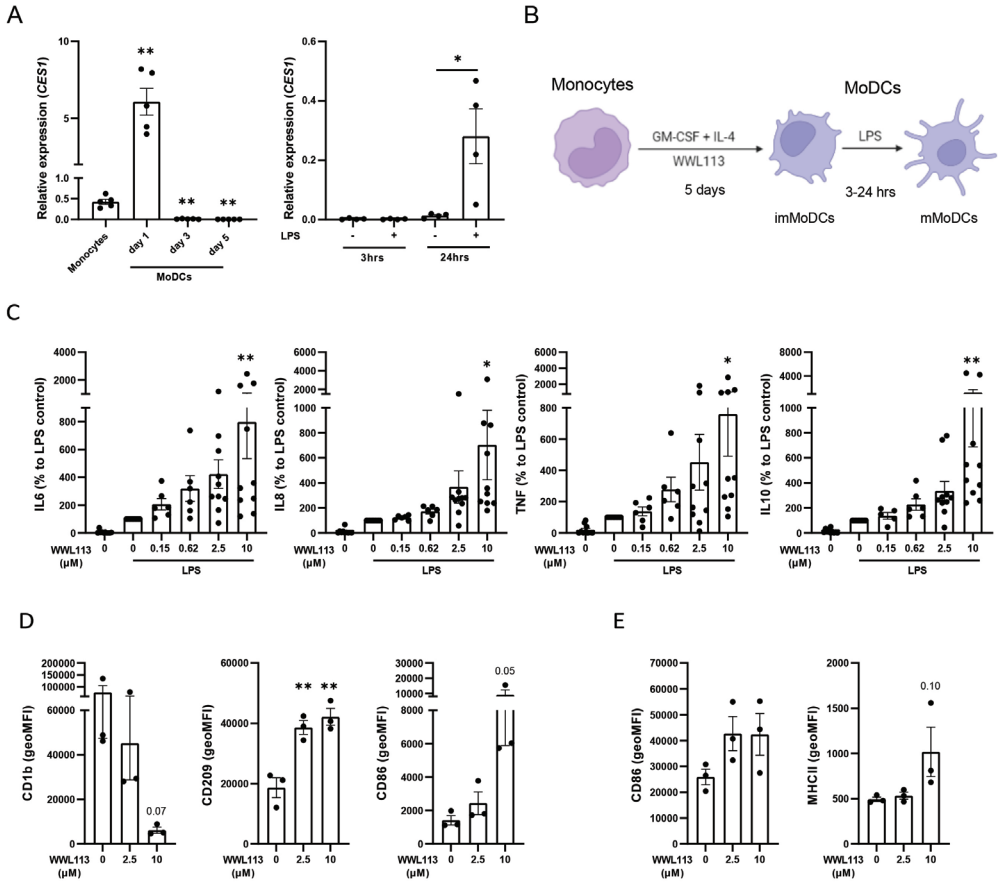 A
Relative expression (CES1)
10
5
0.5
0.0
**
**
**
Monocytes
day 1
day 3
day 5
MoDCs
Relative expression (CES1)
0.6
0.4
0.2
0.0
*
LPS
-
+
-
+
3hrs
24hrs
B
Monocytes
MoDCs
GM-CSF + IL-4
WWL113
5 days
LPS
3-24 hrs
imMoDCs
mMoDCs
C
IL6 (% to LPS control)
4000
2000
800
600
400
200
0
**
WWL113
(µM)
0
0
0.15
0.62
2.5
10
LPS
IL8 (% to LPS control)
4000
2000
1000
800
600
400
200
0
*
WWL113
(µM)
0
0
0.15
0.62
2.5
10
LPS
TNF (% to LPS control)
6000
4000
2000
800
600
400
200
0
*
WWL113
(µM)
0
0
0.15
0.62
2.5
10
LPS
IL10 (% to LPS control)
8000
6000
4000
2000
1000
800
600
400
200
0
**
WWL113
(µM)
0
0
0.15
0.62
2.5
10
LPS
D
CD1b (geoMFI)
200000
150000
100000
60000
40000
20000
0
0.07
WWL113
(µM)
0
2.5
10
CD209 (geoMFI)
60000
40000
20000
0
**
**
WWL113
(µM)
0
2.5
10
CD86 (geoMFI)
30000
20000
10000
8000
6000
4000
2000
0
0.05
WWL113
(µM)
0
2.5
10
E
CD86 (geoMFI)
70000
60000
50000
40000
30000
20000
10000
0
WWL113
(µM)
0
2.5
10
MHCII (geoMFI)
2000
1500
1000
500
0
0.10
WWL113
(µM)
0
2.5
10